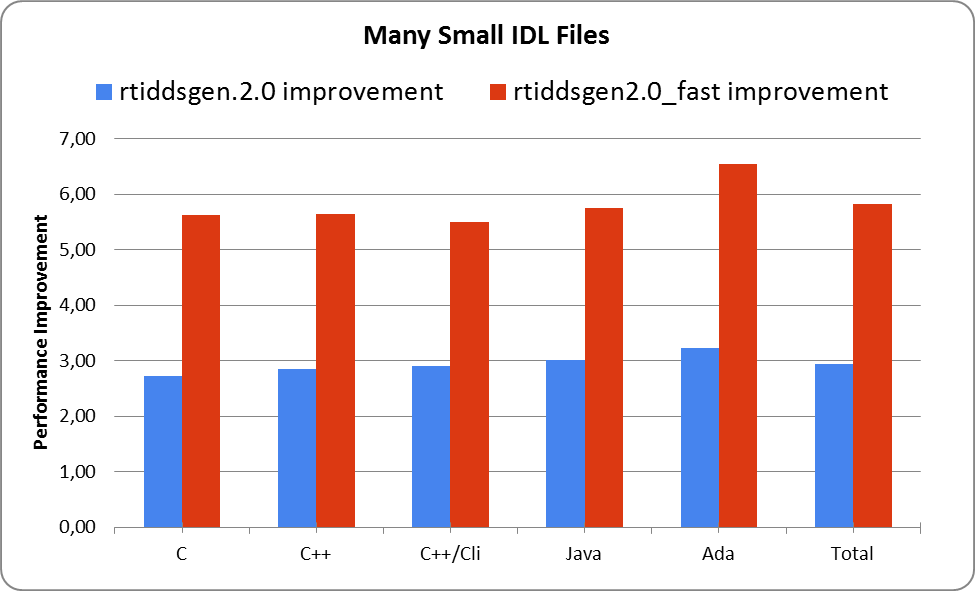 Many Small IDL Files
rtiddsgen.2.0 improvement rtiddsgen2.0_fast improvement
Performance Improvement
7,00
6,00
5,00
4,00
3,00
2,00
1,00
0,00
C C++ C++/Cli Java Ada Total